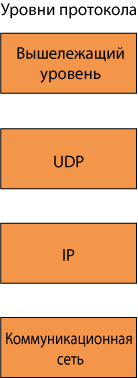 Уровни протокола
Вышележащий
уровень
UDP
IP
Коммуникационная
сеть